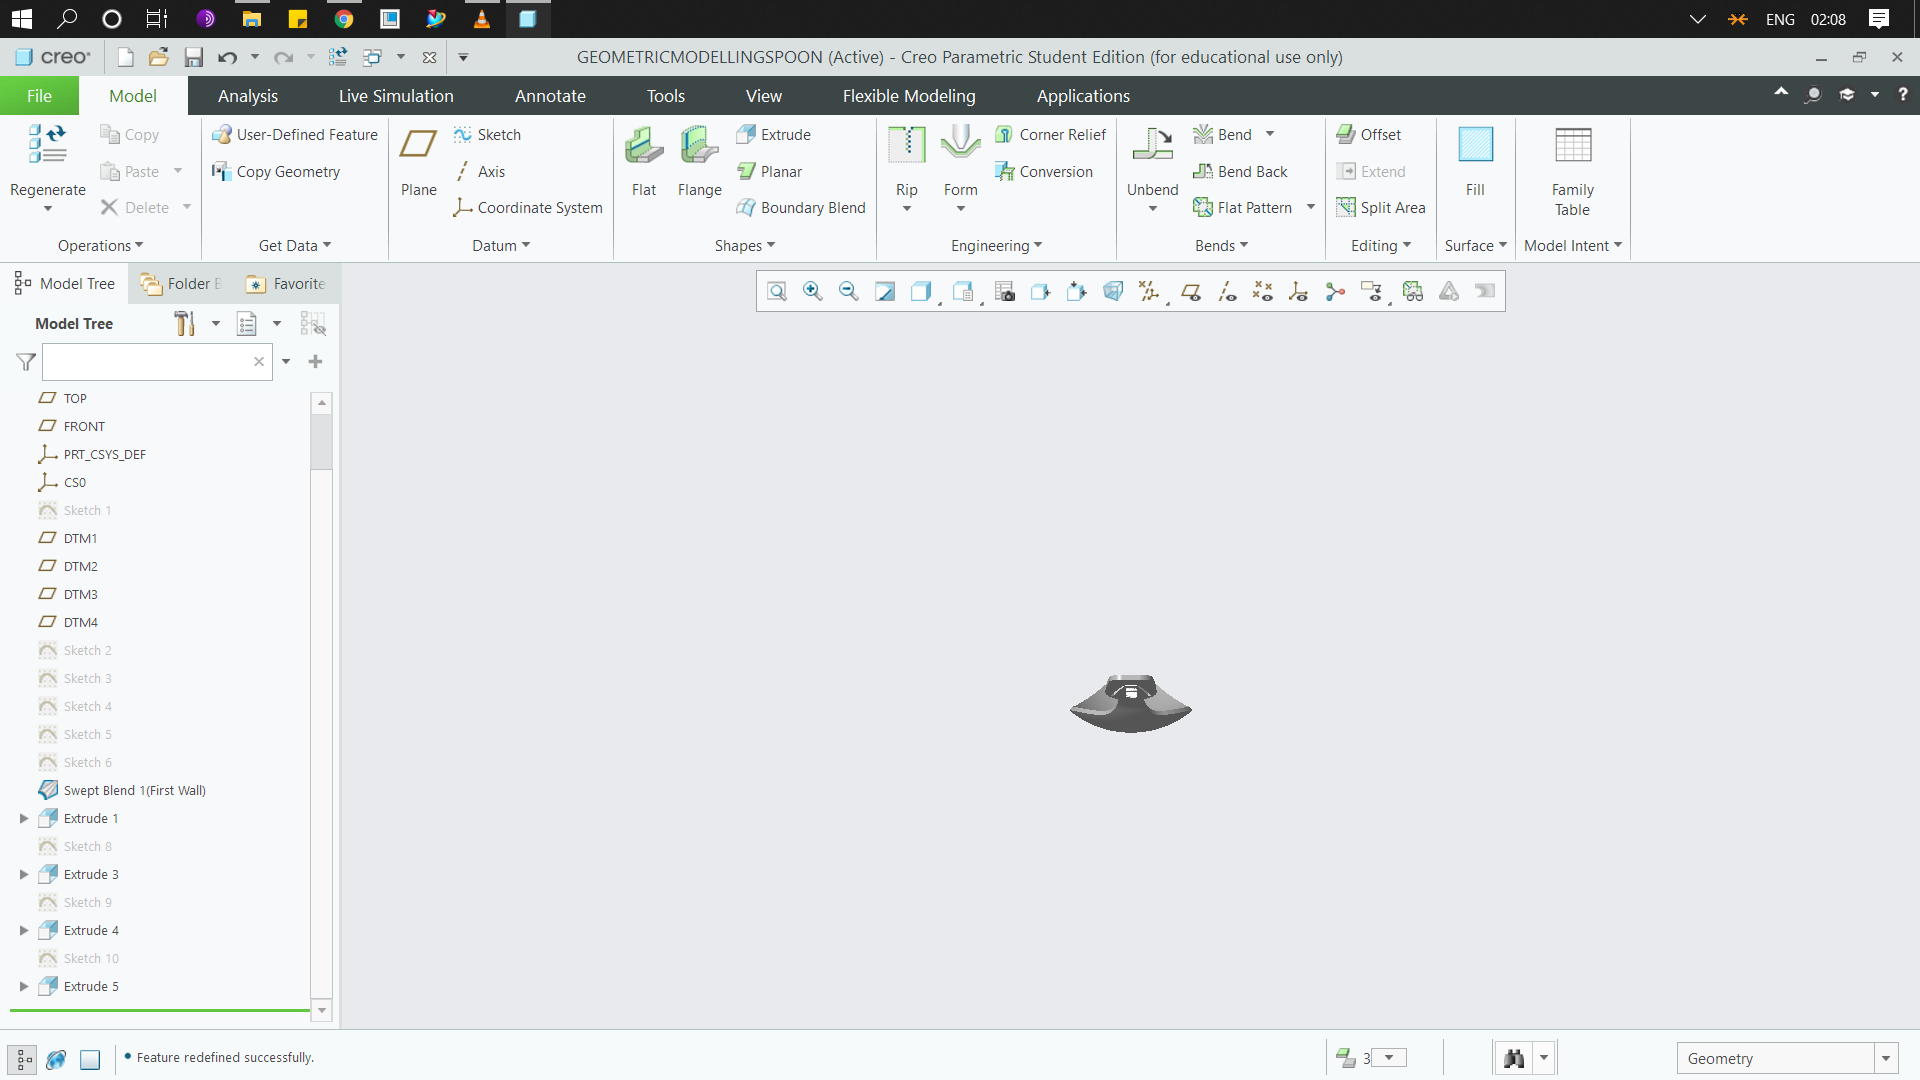 ENG 02:08
creo
GEOMETRICMODELLINGSPOON (Active) - Creo Parametric Student Edition (for educational use only)
File Model Analysis Live Simulation Annotate Tools View Flexible Modeling Applications
Regenerate
Copy
Paste
Delete
Operations
User-Defined Feature
Copy Geometry
Get Data
Plane
Sketch
Axis
Coordinate System
Datum
Flat
Flange
Extrude
Planar
Boundary Blend
Shapes
Rip
Form
Corner Relief
Conversion
Engineering
Unbend
Bend
Bend Back
Flat Pattern
Bends
Offset
Extend
Split Area
Editing
Fill
Surface
Family
Table
Model Intent
Model Tree Folder Favorite
Model Tree
TOP
FRONT
PRT_CSYS_DEF
CS0
Sketch 1
DTM1
DTM2
DTM3
DTM4
Sketch 2
Sketch 3
Sketch 4
Sketch 5
Sketch 6
Swept Blend 1(First Wall)
Extrude 1
Sketch 8
Extrude 3
Sketch 9
Extrude 4
Sketch 10
Extrude 5
Feature redefined successfully.
3
Geometry